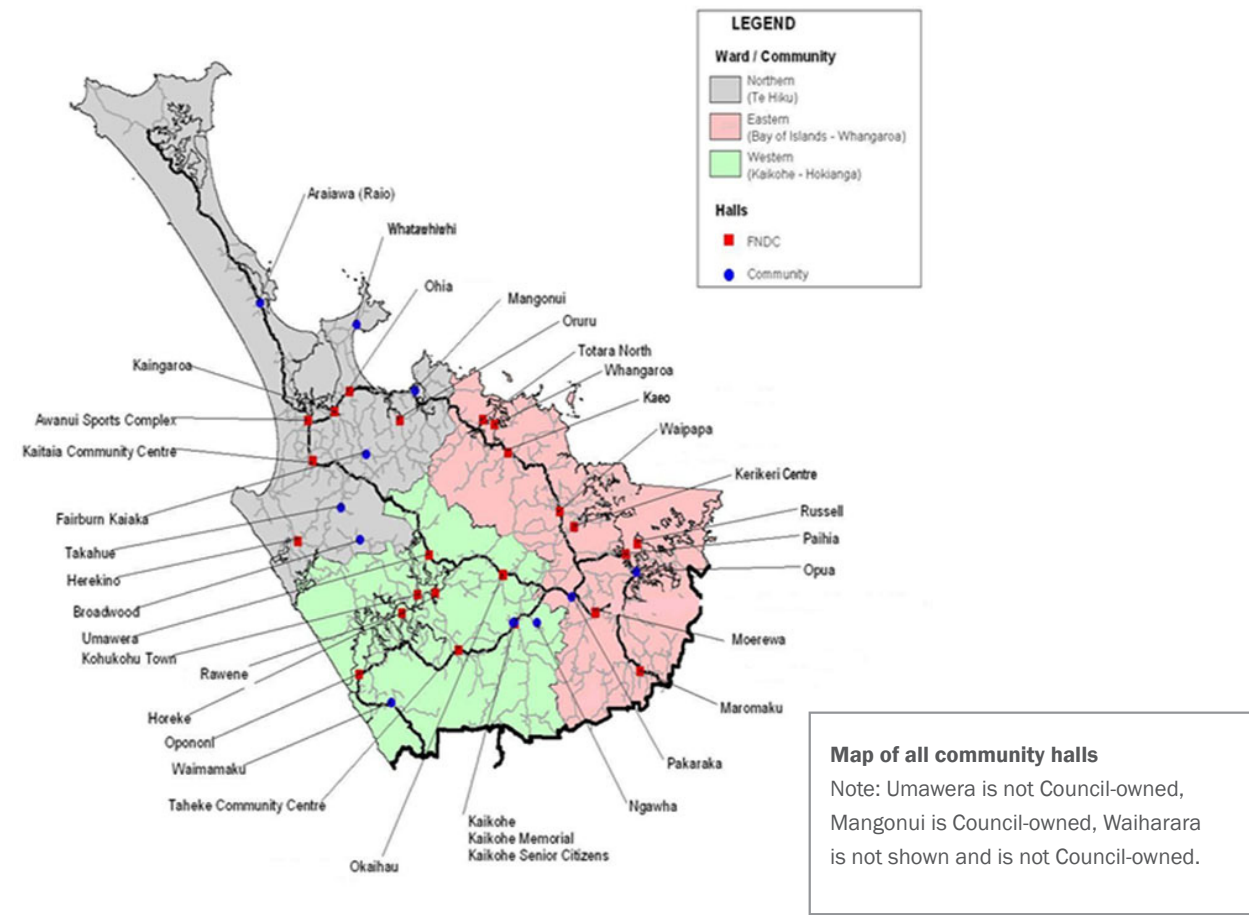 LEGEND
Ward / Community
Northern
(Te Hiku)
Eastern
(Bay of Islands - Whangaroa)
Western
(Kaikohe - Hokianga)
Halls
FNDC
Community
Araiawa (Raio)
Whatawhiwhi
Ohia
Mangonui
Oruru
Totara North
Whangaroa
Kaeo
Waipapa
Kerikeri Centre
Russell
Paihia
Opua
Kaingaroa
Awanui Sports Complex
Kaitaia Community Centre
Fairburn Kaiaka
Takahue
Herekino
Broadwood
Umawera
Kohukohu Town
Rawene
Horeke
Opononi
Waimamaku
Taheke Community Centre
Okaihau
Kaikohe
Kaikohe Memorial
Kaikohe Senior Citizens
Ngawha
Pakaraka
Maromaku
Moerewa
Map of all community halls
Note: Umawera is not Council-owned,
Mangonui is Council-owned, Waiharara
is not shown and is not Council-owned.